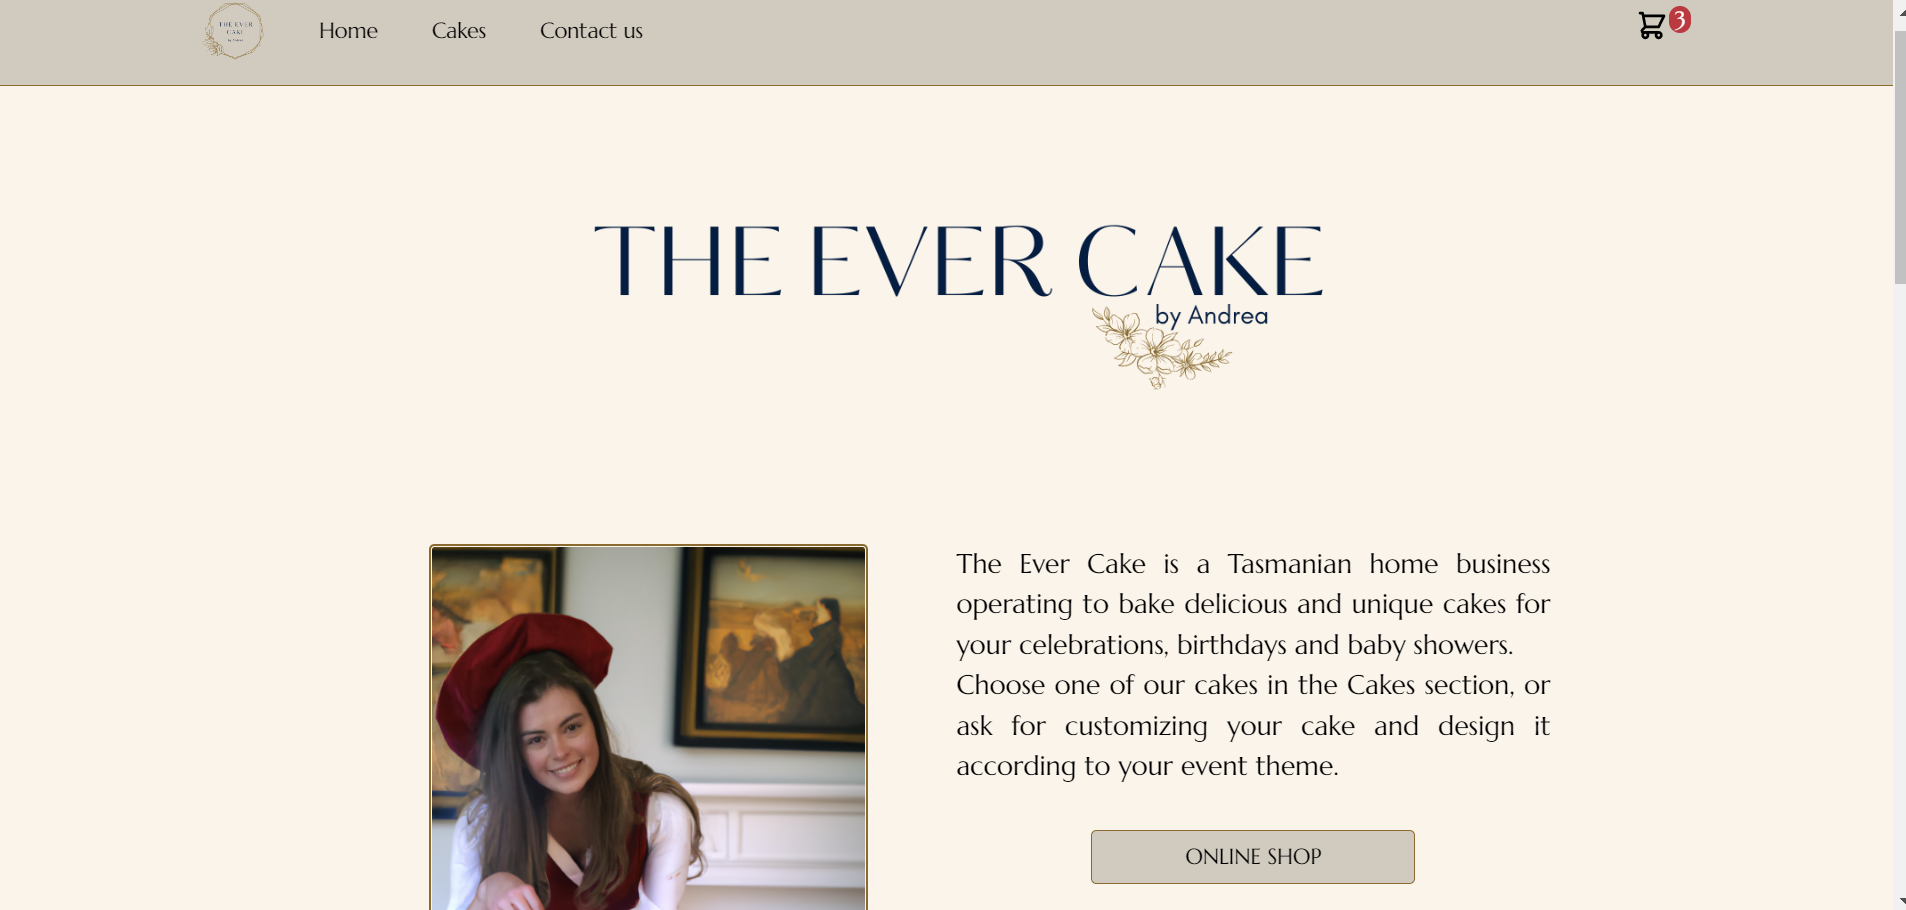 THE EVER
CAKE
by Andrea
Home
Cakes
Contact us
3
THE EVER CAKE
by Andrea
The Ever Cake is a Tasmanian home business
operating to bake delicious and unique cakes for
your celebrations, birthdays and baby showers.
Choose one of our cakes in the Cakes section, or
ask for customizing your cake and design it
according to your event theme.
ONLINE SHOP